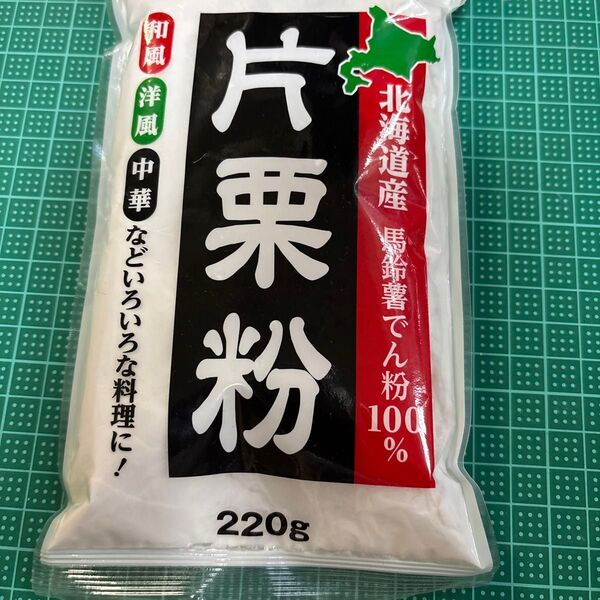 北海道産 馬鈴薯でん粉100%
片栗粉
和風
洋風
中華
などいろいろな料理に!
220g